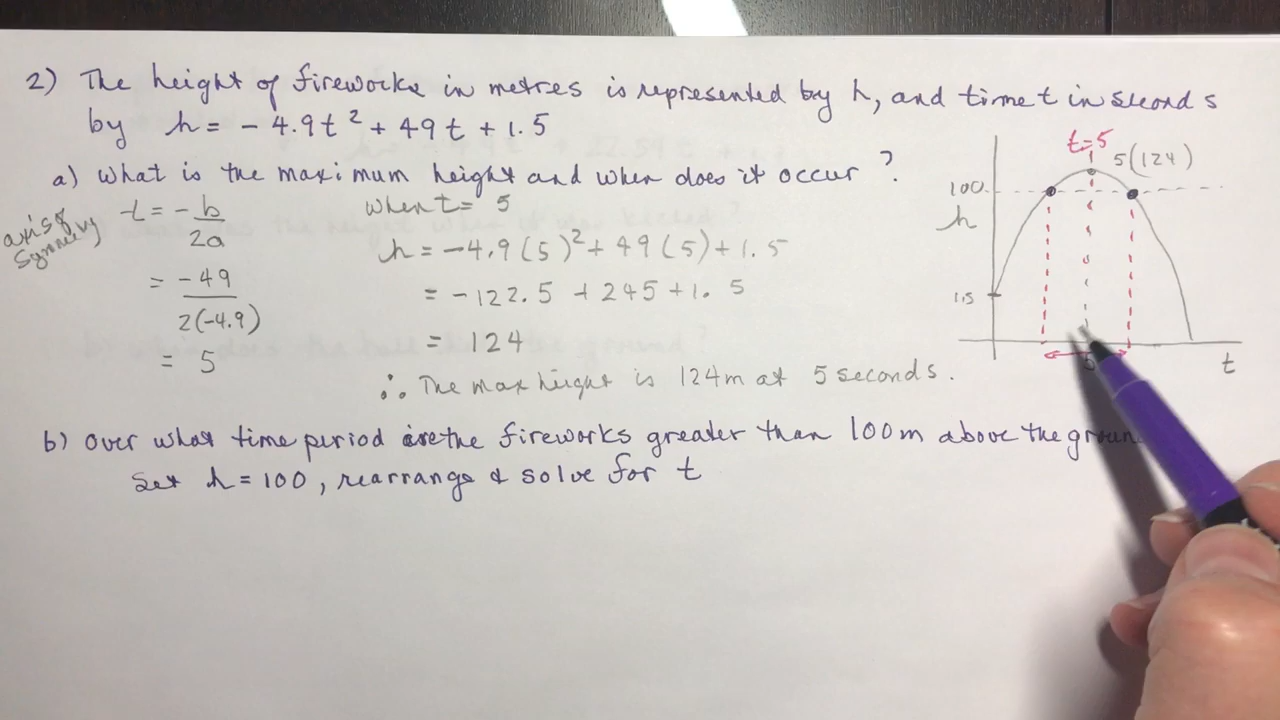 2) The height of fireworks in metres is represented by h, and time t in seconds
by h = - 4.9t² + 49t + 1.5
a) What is the maximum height and when does it occur ?
axis of
symmetry
t = - b
2a
= -49
2(-4.9)
= 5
when t = 5
h = -4.9(5)² + 49(5) + 1.5
= -122.5 + 245 + 1.5
= 124
∴ The max height is 124m at 5 seconds.
t=5
5(124)
100
h
1.5
5
t
b) Over what time period are the fireworks greater than 100m above the groun
Set h = 100, rearrange & solve for t